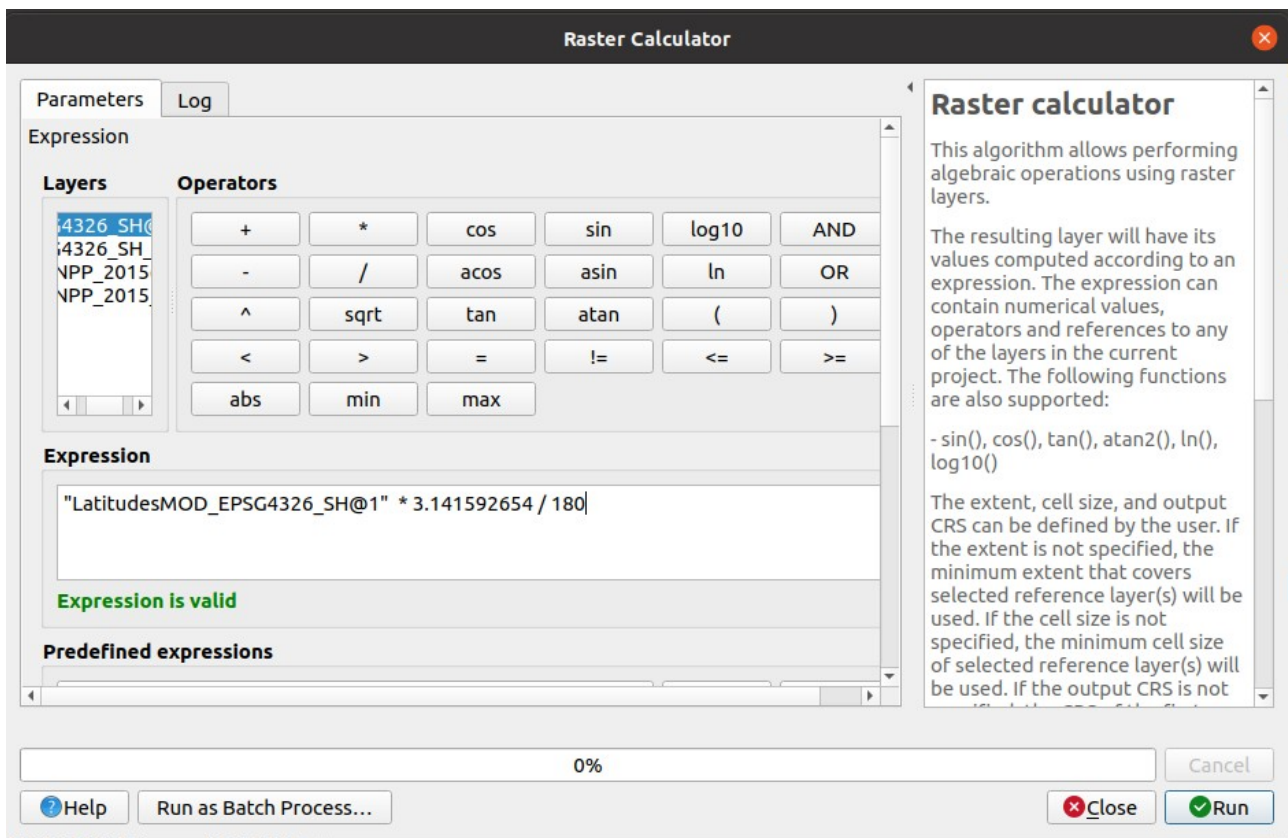 Raster Calculator
Parameters
Log
Expression
Layers
Operators
G4326_SH@
G4326_SH_
NPP_2015
NPP_2015_
+ * cos sin log10 AND
- / acos asin ln OR
^ sqrt tan atan ( )
< > = != <= >=
abs min max
Expression
"LatitudesMOD_EPSG4326_SH@1" * 3.141592654 / 180
Expression is valid
Predefined expressions
Raster calculator
This algorithm allows performing
algebraic operations using raster
layers.
The resulting layer will have its
values computed according to an
expression. The expression can
contain numerical values,
operators and references to any
of the layers in the current
project. The following functions
are also supported:
- sin(), cos(), tan(), atan2(), ln(),
log10()
The extent, cell size, and output
CRS can be defined by the user. If
the extent is not specified, the
minimum extent that covers
selected reference layer(s) will be
used. If the cell size is not
specified, the minimum cell size
of selected reference layer(s) will
be used. If the output CRS is not
0%
Cancel
Help
Run as Batch Process...
Close
Run